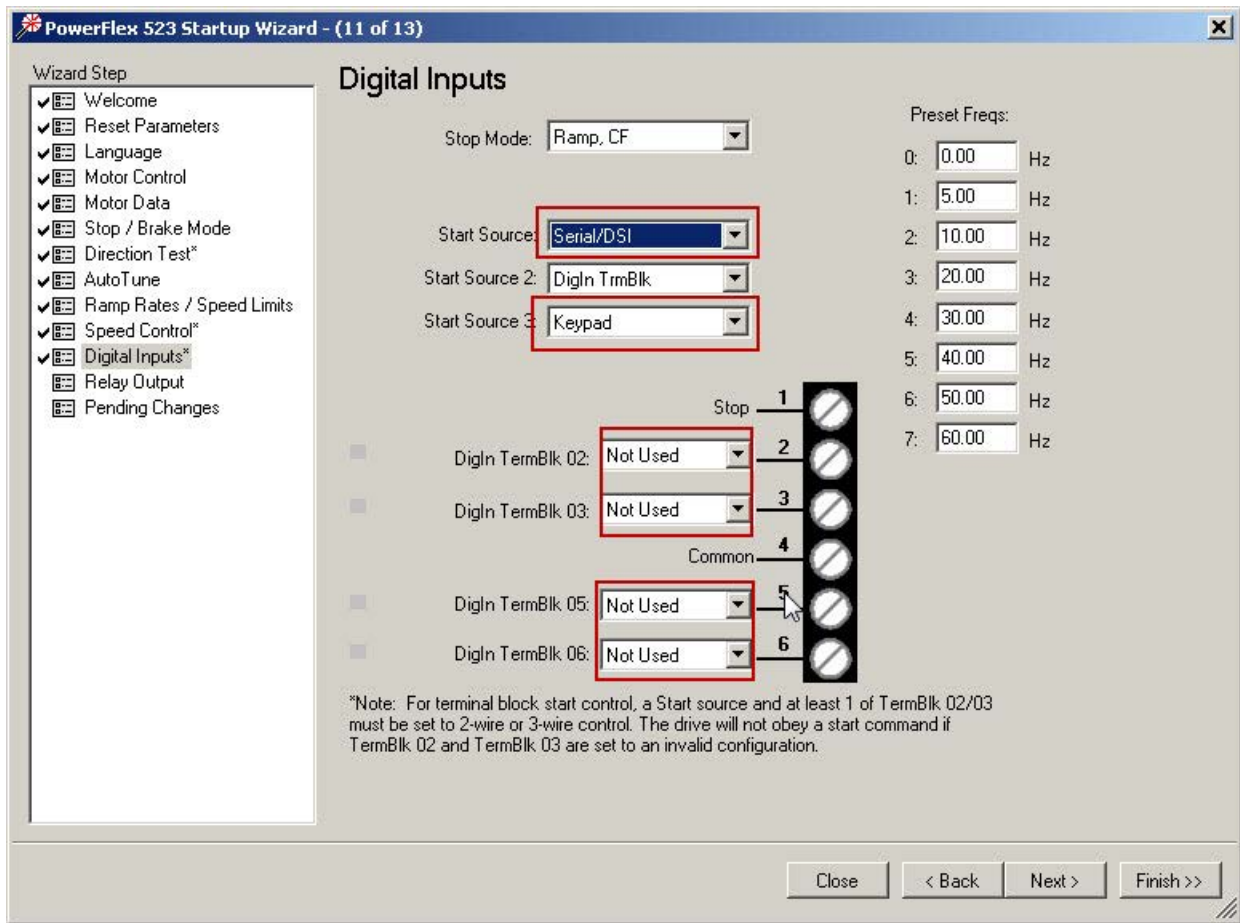 PowerFlex 523 Startup Wizard - (11 of 13)
Wizard Step
Welcome
Reset Parameters
Language
Motor Control
Motor Data
Stop / Brake Mode
Direction Test*
AutoTune
Ramp Rates / Speed Limits
Speed Control*
Digital Inputs*
Relay Output
Pending Changes
Digital Inputs
Stop Mode: Ramp, CF
Start Source: Serial/DSI
Start Source 2: DigIn TrmBlk
Start Source 3: Keypad
Stop 1
DigIn TermBlk 02: Not Used 2
DigIn TermBlk 03: Not Used 3
Common 4
DigIn TermBlk 05: Not Used 5
DigIn TermBlk 06: Not Used 6
*Note: For terminal block start control, a Start source and at least 1 of TermBlk 02/03
must be set to 2-wire or 3-wire control. The drive will not obey a start command if
TermBlk 02 and TermBlk 03 are set to an invalid configuration.
Preset Freqs:
0: 0.00 Hz
1: 5.00 Hz
2: 10.00 Hz
3: 20.00 Hz
4: 30.00 Hz
5: 40.00 Hz
6: 50.00 Hz
7: 60.00 Hz
Close
< Back
Next >
Finish >>